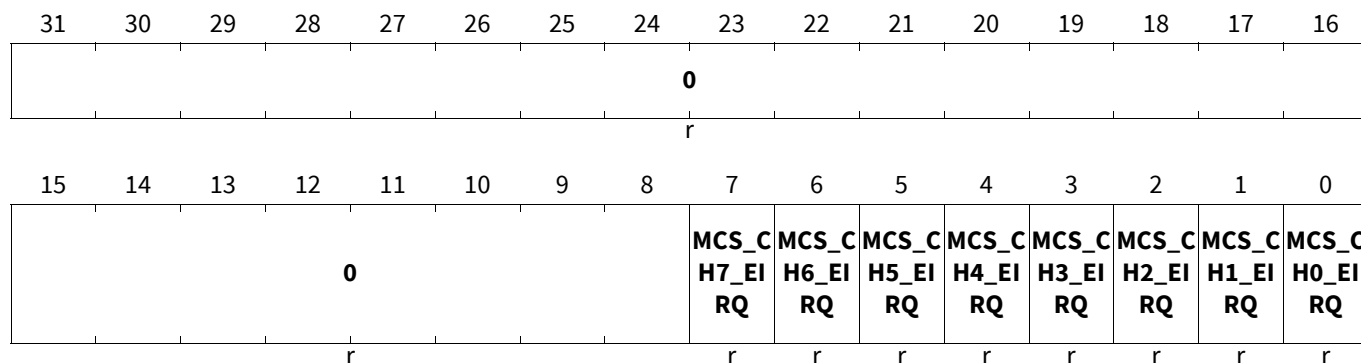 31 30 29 28 27 26 25 24 23 22 21 20 19 18 17 16
0
r
15 14 13 12 11 10 9 8 7 6 5 4 3 2 1 0
MCS_C MCS_C MCS_C MCS_C MCS_C MCS_C MCS_C MCS_C
0 H7_EI H6_EI H5_EI H4_EI H3_EI H2_EI H1_EI H0_EI
RQ RQ RQ RQ RQ RQ RQ RQ
r r r r r r r r r